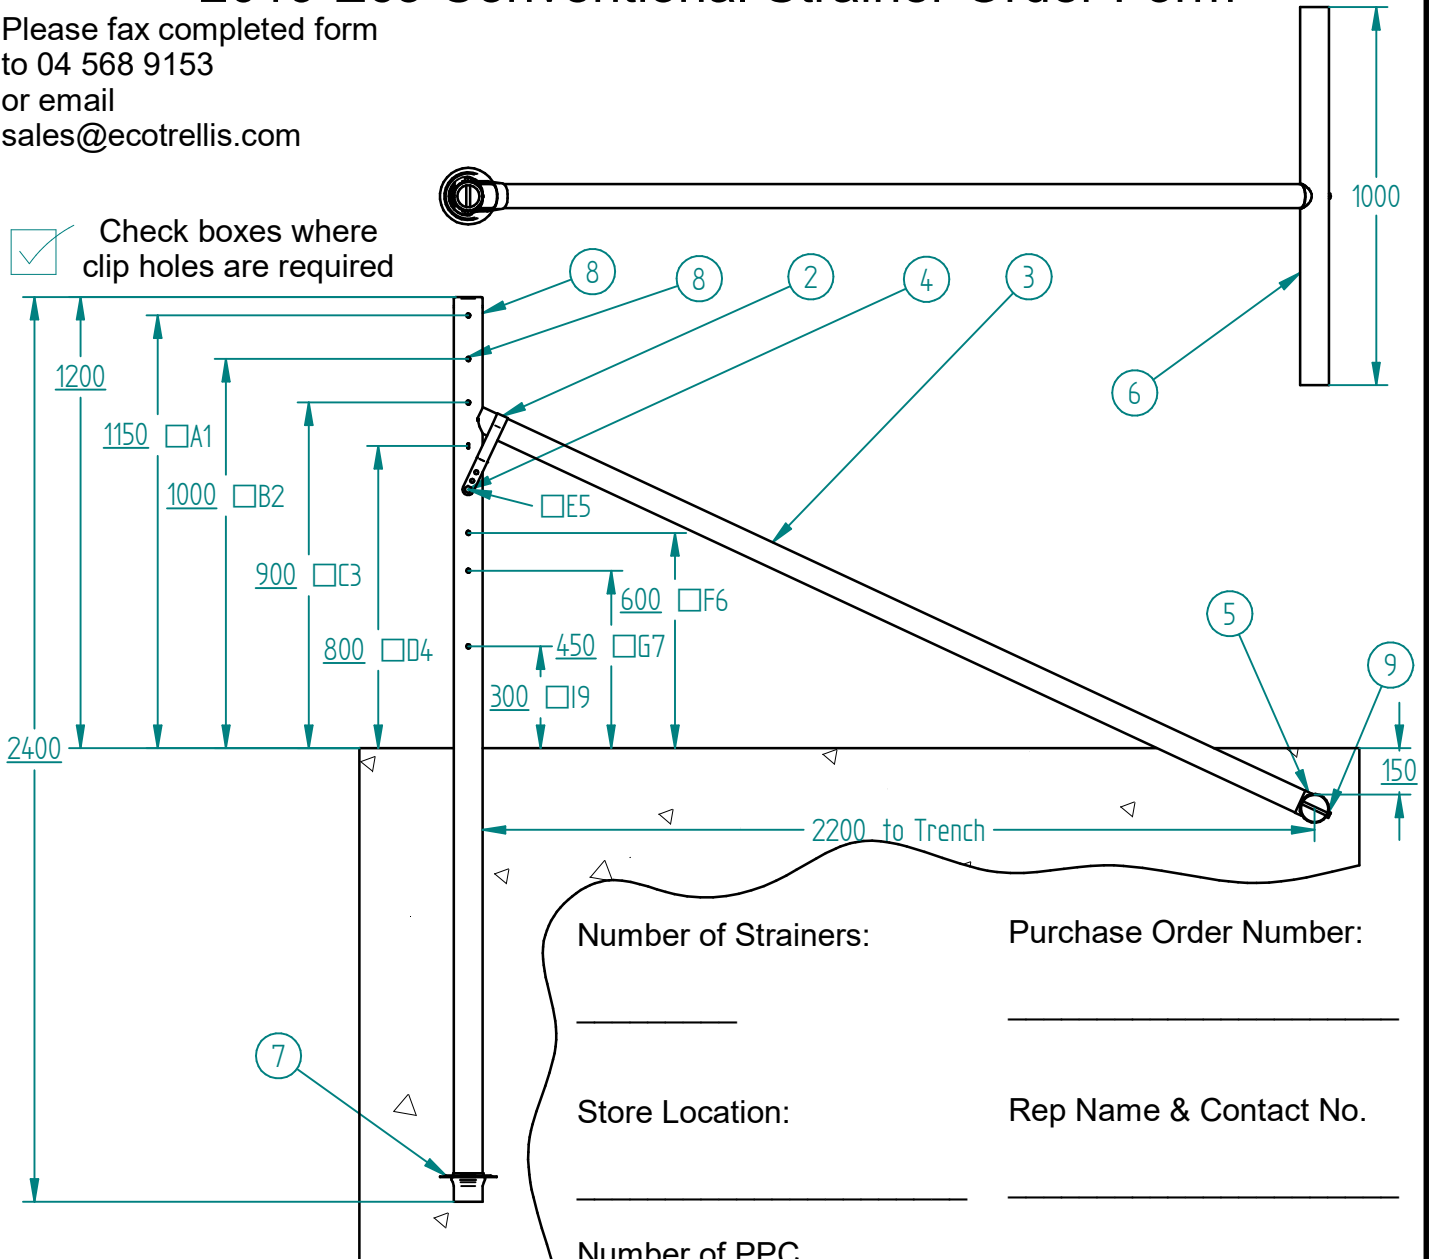 Please fax completed form
to 04 568 9153
or email
sales@ecotrellis.com
Check boxes where
clip holes are required
1000
8
8
2
4
3
6
1200
1150 □A1
1000 □B2
900 □C3
800 □D4
□E5
600 □F6
450 □G7
300 □I9
5
9
2400
150
2200 to Trench
7
Number of Strainers:
Purchase Order Number:
Store Location:
Rep Name & Contact No.
Number of PPC